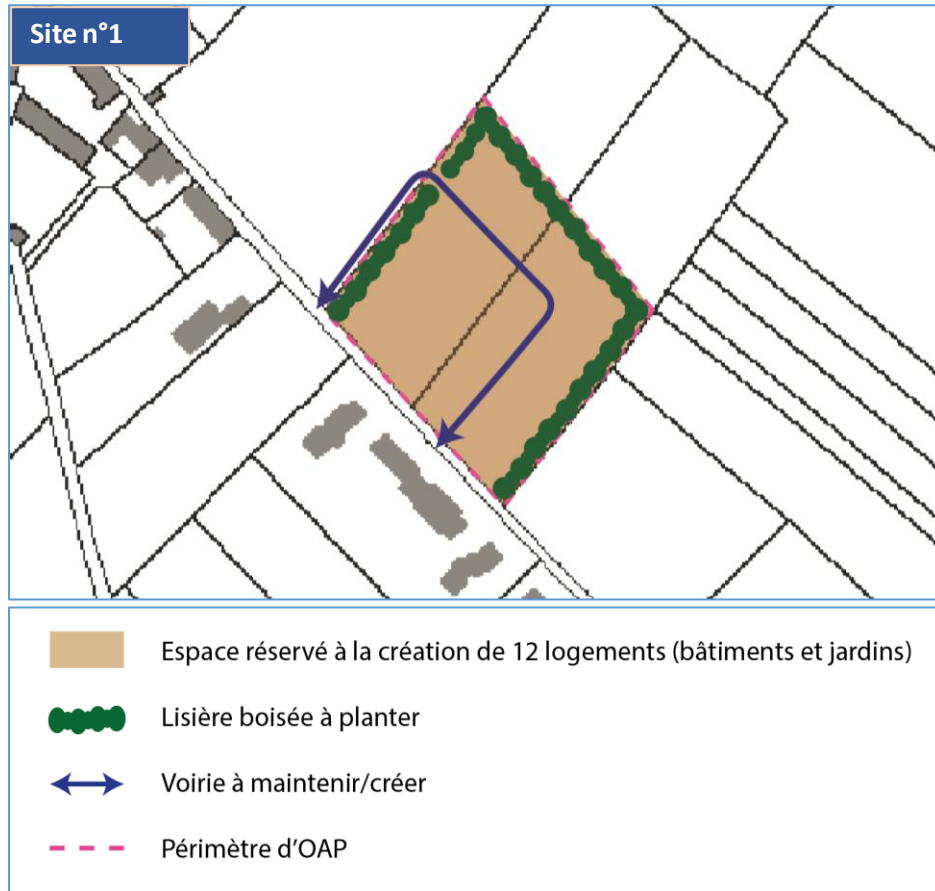 Site n°1
Espace réservé à la création de 12 logements (bâtiments et jardins)
Lisière boisée à planter
Voirie à maintenir/créer
Périmètre d’OAP